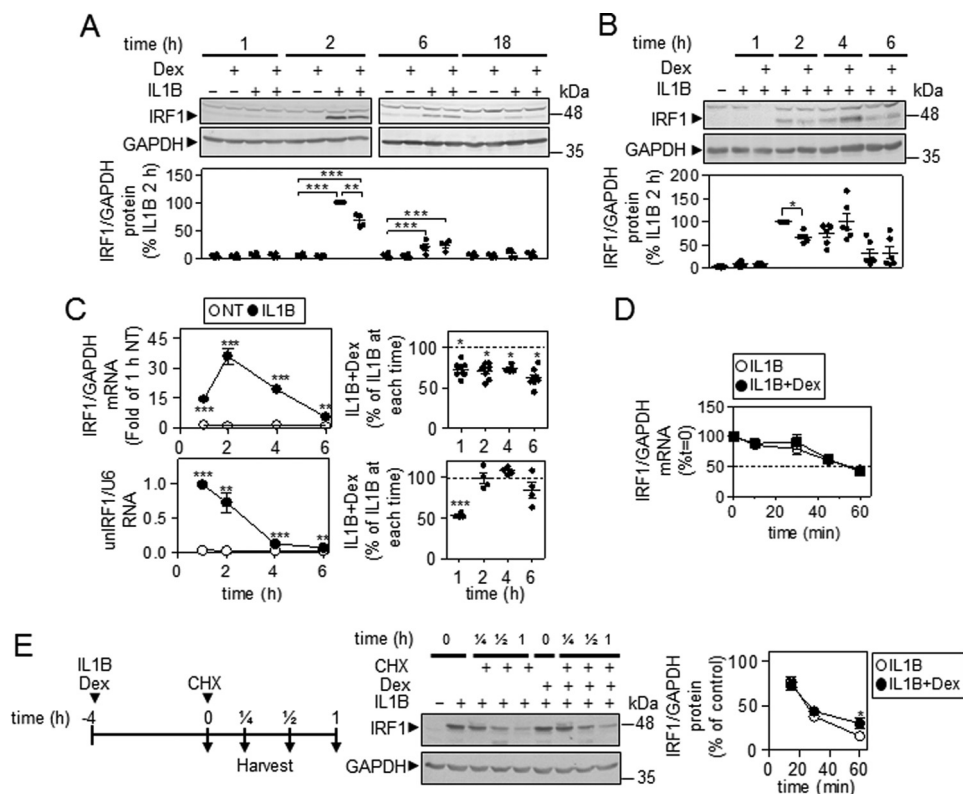 A
time (h) 1 2 6 18
Dex - + - + - + - + - + - + - + - +
IL1B - - + + - - + + - - + + - - + + kDa
IRF1 48
GAPDH 35
IRF1/GAPDH
protein
(% IL1B 2 h)
150
100
50
0
*** *** ** *** ***
B
time (h) 1 2 4 6
Dex - - + - + - + - +
IL1B - + + + + + + + + kDa
IRF1 48
GAPDH 35
IRF1/GAPDH
protein
(% IL1B 2 h)
200
150
100
50
0
*
C
NT IL1B
IRF1/GAPDH
mRNA
(Fold of 1 h NT)
45
30
15
0
*** *** *** **
0 2 4 6
IL1B+Dex
(% of IL1B at
each time)
100
50
0
* * * *
1 2 4 6
unIRF1/U6
RNA
1.0
0.5
0.0
*** ** *** **
0 2 4 6
time (h)
IL1B+Dex
(% of IL1B at
each time)
100
50
0
***
1 2 4 6
time (h)
D
IL1B
IL1B+Dex
IRF1/GAPDH
mRNA
(%t=0)
150
100
50
0
0 20 40 60
time (min)
E
IL1B
Dex CHX
time (h) -4 0 ¼ ½ 1
Harvest
time (h) 0 ¼ ½ 1 0 ¼ ½ 1
CHX - - + + + - + + +
Dex - - - - - + + + +
IL1B - + + + + + + + + kDa
IRF1 48
GAPDH 35
IRF1/GAPDH
protein
(% of control)
100
75
50
25
0
*
0 20 40 60
time (min)
IL1B
IL1B+Dex